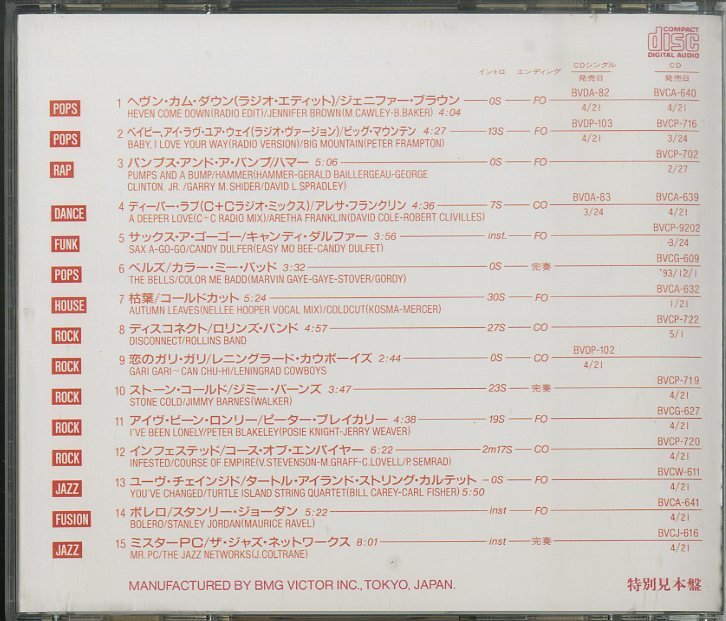 COMPACT
disc
DIGITAL AUDIO
イントロ エンディング CDシングル 発売日 CD 発売日
POPS 1 ヘヴン・カム・ダウン(ラジオ・エディット)/ジェニファー・ブラウン 0S FO BVDA-82 4/21 BVCA-640 4/21
HEVEN COME DOWN(RADIO EDIT)/JENNIFER BROWN(M.CAWLEY-B.BAKER) 4:04
POPS 2 ベイビー、アイ・ラヴ・ユア・ウェイ(ラジオ・ヴァージョン)/ビッグ・マウンテン 4:27 13S FO BVDP-103 4/21 BVCP-716 3/24
BABY, I LOVE YOUR WAY(RADIO VERSION)/BIG MOUNTAIN(PETER FRAMPTON)
RAP 3 パンプス・アンド・ア・バンプ/ハマー 5:06 0S FO BVCP-702 2/27
PUMPS AND A BUMP/HAMMER(HAMMER-GERALD BAILLERGEAU-GEORGE
CLINTON, JR. /GARRY M.SHIDER/DAVID L SPRADLEY)
DANCE 4 ディーパー・ラブ(C+Cラジオ・ミックス)/アレサ・フランクリン 4:36 7S CO BVDA-83 3/24 BVCA-639 4/21
A DEEPER LOVE(C+C RADIO MIX)/ARETHA FRANKLIN(DAVID COLE-ROBERT CLIVILLES)
FUNK 5 サックス・ア・ゴーゴー/キャンディ・ダルファー 3:56 inst. FO BVCP-9202 3/24
SAX A-GO-GO/CANDY DULFER(EASY MO BEE-CANDY DULFET)
POPS 6 ベルズ/カラー・ミー・バッド 3:32 0S 完奏 BVCG-609 '93/12/1
THE BELLS/COLOR ME BADD(MARVIN GAYE-GAYE-STOVER/GORDY)
HOUSE 7 枯葉/コールドカット 5:24 30S FO BVCA-632 1/21
AUTUMN LEAVES(NELLEE HOOPER VOCAL MIX)/COLDCUT(KOSMA-MERCER)
ROCK 8 ディスコネクト/ロリンズ・バンド 4:57 27S CO BVCP-722 5/1
DISCONNECT/ROLLINS BAND
ROCK 9 恋のガリ・ガリ/レニングラード・カウボーイズ 2:44 0S CO BVDP-102 4/21
GARI GARI-CAN CHU-HI/LENINGRAD COWBOYS
ROCK 10 ストーン・コールド/ジミー・バーンズ 3:47 23S 完奏 BVCP-719 4/21
STONE COLD/JIMMY BARNES(WALKER)
ROCK 11 アイヴ・ビーン・ロンリー/ピーター・ブレイカリー 4:38 19S FO BVCG-627 4/21
I'VE BEEN LONELY/PETER BLAKELEY(POSIE KNIGHT-JERRY WEAVER)
ROCK 12 インフェステッド/コース・オブ・エンパイヤー 6:22 2m17S CO BVCP-720 4/21
INFESTED/COURSE OF EMPIRE(V.STEVENSON-M.GRAFF-C.LOVELL/P.SEMRAD)
JAZZ 13 ユーヴ・チェインジド/タートル・アイランド・ストリング・カルテット 0S FO BVCW-611 4/21
YOU'VE CHANGED/TURTLE ISLAND STRING QUARTET(BILL CAREY-CARL FISHER) 5:50
FUSION 14 ボレロ/スタンリー・ジョーダン 5:22 inst FO BVCA-641 4/21
BOLERO/STANLEY JORDAN(MAURICE RAVEL)
JAZZ 15 ミスターPC/ザ・ジャズ・ネットワークス 8:01 inst 完奏 BVCJ-616 4/21
MR. PC/THE JAZZ NETWORKS(J.COLTRANE)
MANUFACTURED BY BMG VICTOR INC., TOKYO, JAPAN. 特別見本盤